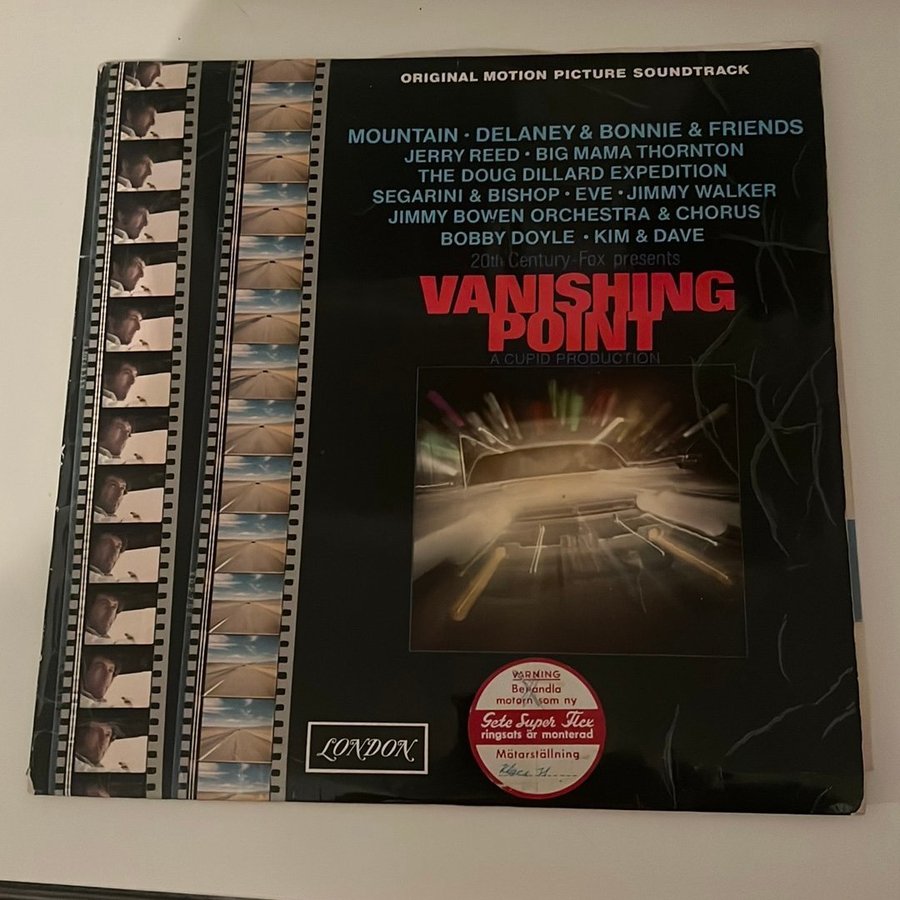 ORIGINAL MOTION PICTURE SOUNDTRACK
MOUNTAIN · DELANEY & BONNIE & FRIENDS
JERRY REED · BIG MAMA THORNTON
THE DOUG DILLARD EXPEDITION
SEGARINI & BISHOP · EVE · JIMMY WALKER
JIMMY BOWEN ORCHESTRA & CHORUS
BOBBY DOYLE · KIM & DAVE
20th Century-Fox presents
VANISHING
POINT
A CUPID PRODUCTION
LONDON
VARNING
Behandla
motorn som ny
Gete Super Flex
ringsats är monterad
Mätarställning